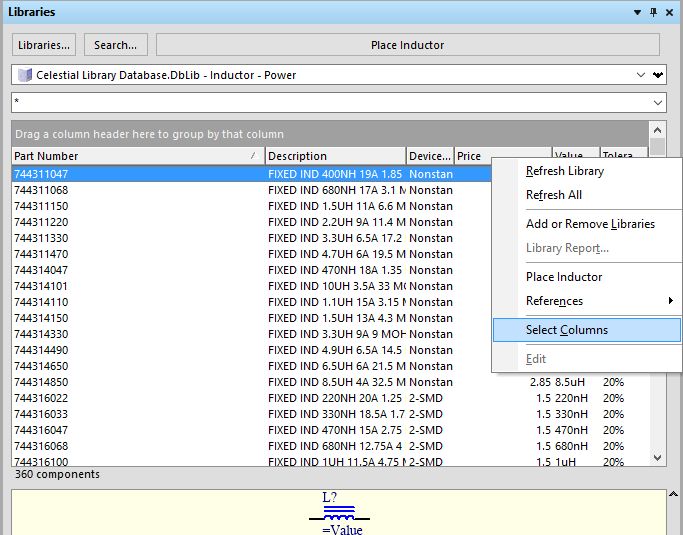 Libraries
Libraries... Search... Place Inductor
Celestial Library Database.DbLib - Inductor - Power
*
Drag a column header here to group by that column
Part Number Description Device... Price Value Tolera
744311047 FIXED IND 400NH 19A 1.85 Nonstan
744311068 FIXED IND 680NH 17A 3.1 M Nonstan
744311150 FIXED IND 1.5UH 11A 6.6 M Nonstan
744311220 FIXED IND 2.2UH 9A 11.4 M Nonstan
744311330 FIXED IND 3.3UH 6.5A 17.2 Nonstan
744311470 FIXED IND 4.7UH 6A 19.5 M Nonstan
744314047 FIXED IND 470NH 18A 1.35 Nonstan
744314101 FIXED IND 10UH 3.5A 33 MO Nonstan
744314110 FIXED IND 1.1UH 15A 3.15 M Nonstan
744314150 FIXED IND 1.5UH 13A 4.3 M Nonstan
744314330 FIXED IND 3.3UH 9A 9 MOH Nonstan
744314490 FIXED IND 4.9UH 6.5A 14.5 Nonstan
744314650 FIXED IND 6.5UH 6A 21.5 M Nonstan
744314850 FIXED IND 8.5UH 4A 32.5 M Nonstan 2.85 8.5uH 20%
744316022 FIXED IND 220NH 20A 1.25 2-SMD 1.5 220nH 20%
744316033 FIXED IND 330NH 18.5A 1.7 2-SMD 1.5 330nH 20%
744316047 FIXED IND 470NH 15A 2.75 2-SMD 1.5 470nH 20%
744316068 FIXED IND 680NH 12.75A 4 2-SMD 1.5 680nH 20%
744316100 FIXED IND 1UH 11.5A 4.75 M 2-SMD 1.5 1uH 20%
Refresh Library
Refresh All
Add or Remove Libraries
Library Report...
Place Inductor
References
Select Columns
Edit
360 components
L?
=Value